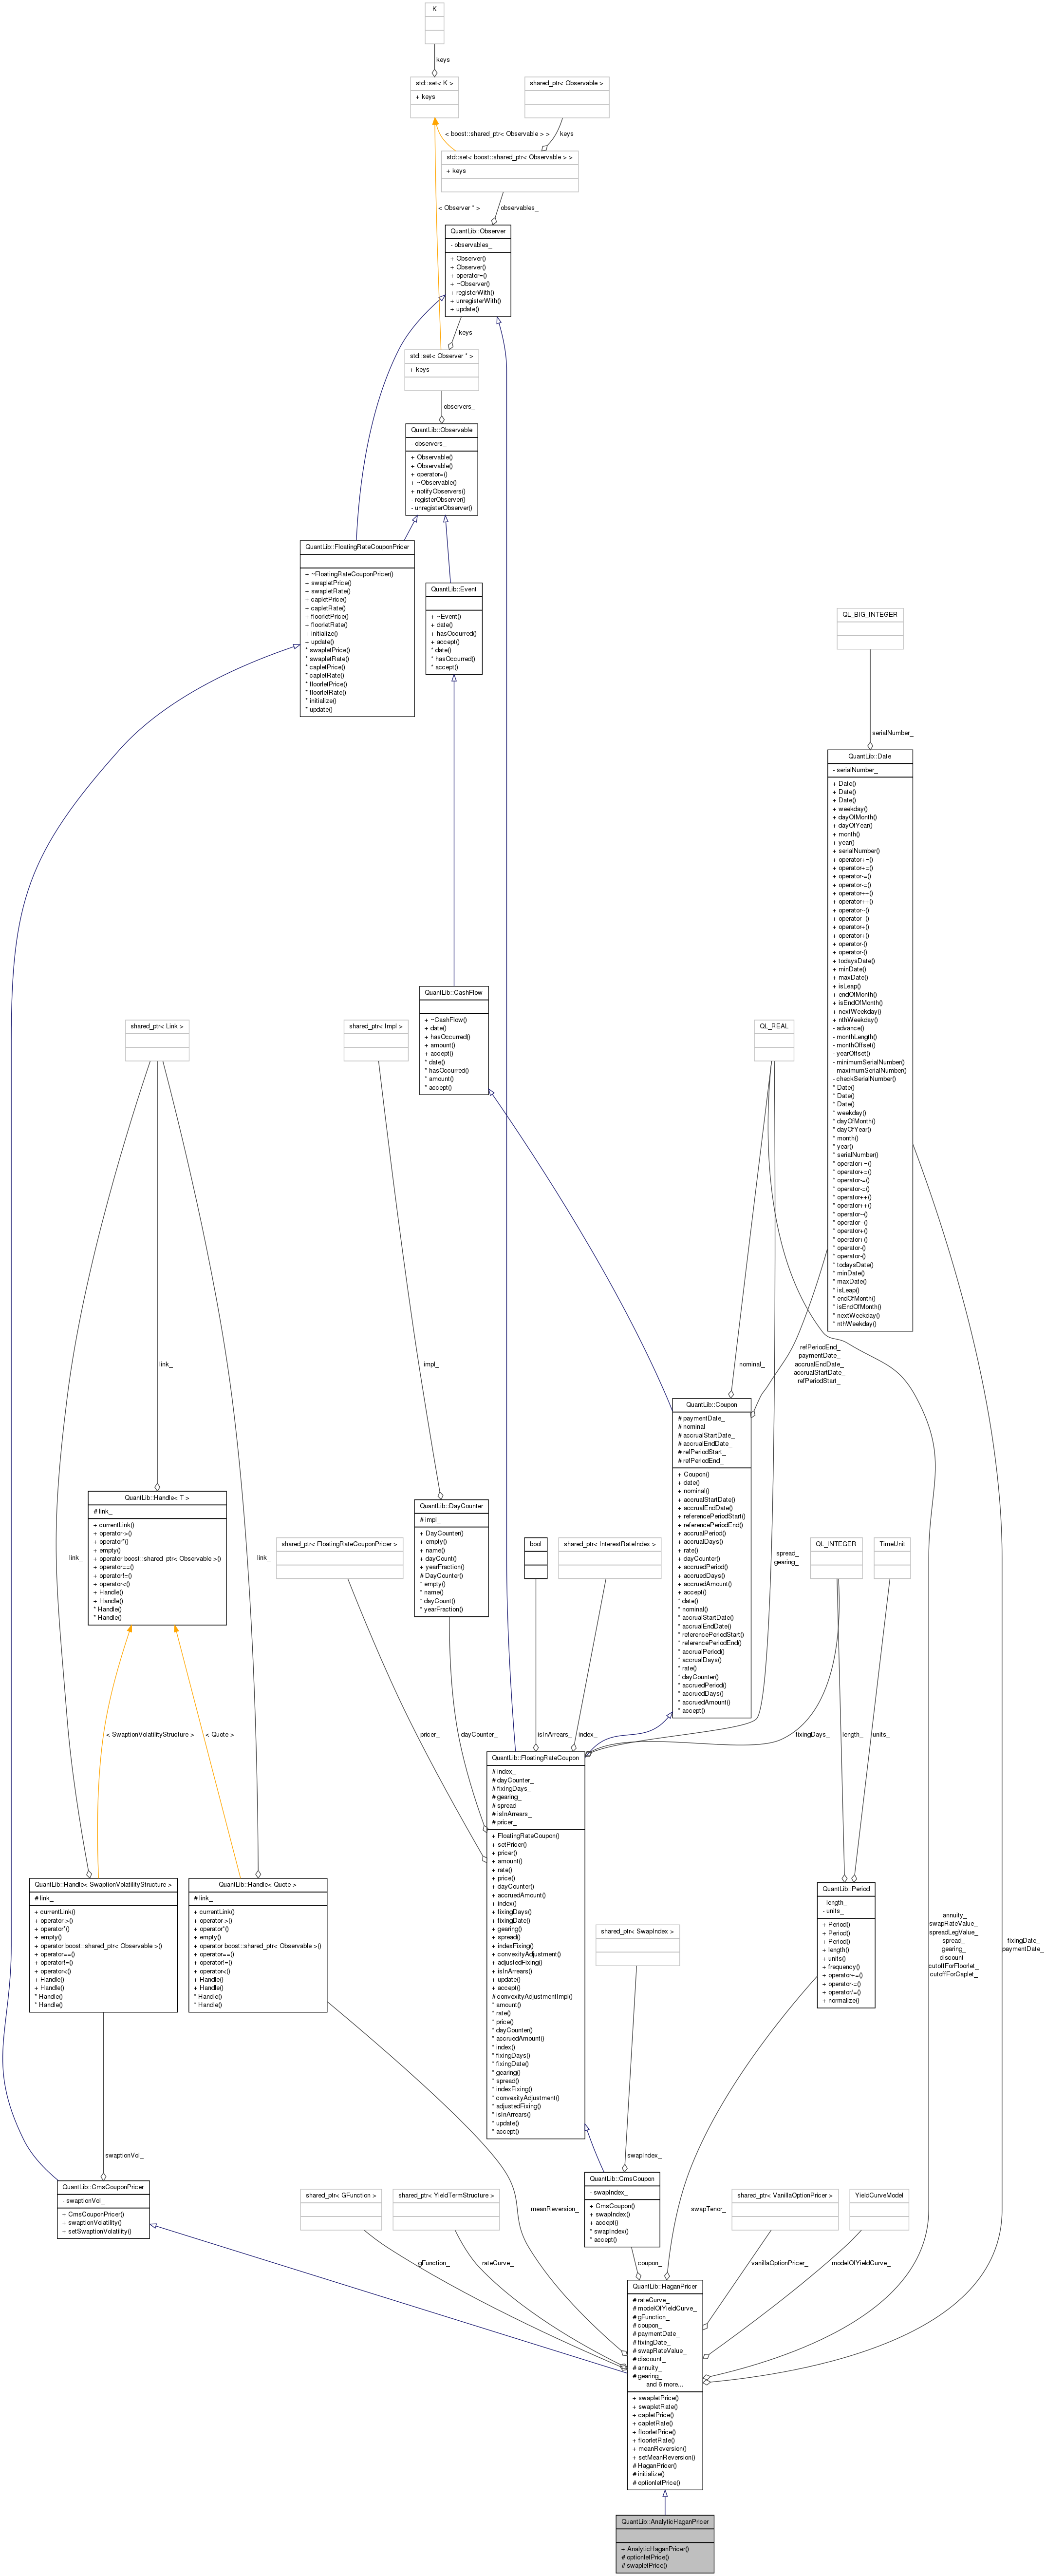 K
keys
std::set< K >
+ keys
shared_ptr< Observable >
< boost::shared_ptr< Observable > >
keys
std::set< boost::shared_ptr< Observable > >
+ keys
< Observer * >
observables_
QuantLib::Observer
- observables_
+ Observer()
+ Observer()
+ operator=()
+ ~Observer()
+ registerWith()
+ unregisterWith()
+ update()
keys
std::set< Observer * >
+ keys
observers_
QuantLib::Observable
- observers_
+ Observable()
+ Observable()
+ operator=()
+ ~Observable()
+ notifyObservers()
- registerObserver()
- unregisterObserver()
QuantLib::FloatingRateCouponPricer
+ ~FloatingRateCouponPricer()
+ swapletPrice()
+ swapletRate()
+ capletPrice()
+ capletRate()
+ floorletPrice()
+ floorletRate()
+ initialize()
+ update()
* swapletPrice()
* swapletRate()
* capletPrice()
* capletRate()
* floorletPrice()
* floorletRate()
* initialize()
* update()
QuantLib::Event
+ ~Event()
+ date()
+ hasOccurred()
+ accept()
* date()
* hasOccurred()
* accept()
QL_BIG_INTEGER
serialNumber_
QuantLib::Date
- serialNumber_
+ Date()
+ Date()
+ Date()
+ weekday()
+ dayOfMonth()
+ dayOfYear()
+ month()
+ year()
+ serialNumber()
+ operator+=()
+ operator+=()
+ operator-=()
+ operator-=()
+ operator++()
+ operator++()
+ operator--()
+ operator--()
+ operator+()
+ operator+()
+ operator-()
+ operator-()
+ todaysDate()
+ minDate()
+ maxDate()
+ isLeap()
+ endOfMonth()
+ isEndOfMonth()
+ nextWeekday()
+ nthWeekday()
- advance()
- monthLength()
- monthOffset()
- yearOffset()
- minimumSerialNumber()
- maximumSerialNumber()
- checkSerialNumber()
* Date()
* Date()
* Date()
* weekday()
* dayOfMonth()
* dayOfYear()
* month()
* year()
* serialNumber()
* operator+=()
* operator+=()
* operator-=()
* operator-=()
* operator++()
* operator++()
* operator--()
* operator--()
* operator+()
* operator+()
* operator-()
* operator-()
* todaysDate()
* minDate()
* maxDate()
* isLeap()
* endOfMonth()
* isEndOfMonth()
* nextWeekday()
* nthWeekday()
QuantLib::CashFlow
+ ~CashFlow()
+ date()
+ hasOccurred()
+ amount()
+ accept()
* date()
* hasOccurred()
* amount()
* accept()
shared_ptr< Link >
shared_ptr< Impl >
QL_REAL
link_
impl_
nominal_
refPeriodEnd_
paymentDate_
accrualEndDate_
accrualStartDate_
refPeriodStart_
QuantLib::Coupon
# paymentDate_
# nominal_
# accrualStartDate_
# accrualEndDate_
# refPeriodStart_
# refPeriodEnd_
+ Coupon()
+ date()
+ nominal()
+ accrualStartDate()
+ accrualEndDate()
+ referencePeriodStart()
+ referencePeriodEnd()
+ accrualPeriod()
+ accrualDays()
+ rate()
+ dayCounter()
+ accruedPeriod()
+ accruedDays()
+ accruedAmount()
+ accept()
* date()
* nominal()
* accrualStartDate()
* accrualEndDate()
* referencePeriodStart()
* referencePeriodEnd()
* accrualPeriod()
* accrualDays()
* rate()
* dayCounter()
* accruedPeriod()
* accruedDays()
* accruedAmount()
* accept()
QuantLib::Handle< T >
# link_
+ currentLink()
+ operator->()
+ operator*()
+ empty()
+ operator boost::shared_ptr< Observable >()
+ operator==()
+ operator!=()
+ operator<()
+ Handle()
+ Handle()
* Handle()
* Handle()
link_
link_
QuantLib::DayCounter
# impl_
+ DayCounter()
+ empty()
+ name()
+ dayCount()
+ yearFraction()
# DayCounter()
* empty()
* name()
* dayCount()
* yearFraction()
shared_ptr< FloatingRateCouponPricer >
bool
shared_ptr< InterestRateIndex >
spread_
gearing_
QL_INTEGER
TimeUnit
< SwaptionVolatilityStructure >
< Quote >
pricer_
dayCounter_
isInArrears_
index_
fixingDays_
length_
units_
QuantLib::FloatingRateCoupon
# index_
# dayCounter_
# fixingDays_
# gearing_
# spread_
# isInArrears_
# pricer_
+ FloatingRateCoupon()
+ setPricer()
+ pricer()
+ amount()
+ rate()
+ price()
+ dayCounter()
+ accruedAmount()
+ index()
+ fixingDays()
+ fixingDate()
+ gearing()
+ spread()
+ indexFixing()
+ convexityAdjustment()
+ adjustedFixing()
+ isInArrears()
+ update()
+ accept()
# convexityAdjustmentImpl()
* amount()
* rate()
* price()
* dayCounter()
* accruedAmount()
* index()
* fixingDays()
* fixingDate()
* gearing()
* spread()
* indexFixing()
* convexityAdjustment()
* adjustedFixing()
* isInArrears()
* update()
* accept()
QuantLib::Handle< SwaptionVolatilityStructure >
# link_
+ currentLink()
+ operator->()
+ operator*()
+ empty()
+ operator boost::shared_ptr< Observable >()
+ operator==()
+ operator!=()
+ operator<()
+ Handle()
+ Handle()
* Handle()
* Handle()
QuantLib::Handle< Quote >
# link_
+ currentLink()
+ operator->()
+ operator*()
+ empty()
+ operator boost::shared_ptr< Observable >()
+ operator==()
+ operator!=()
+ operator<()
+ Handle()
+ Handle()
* Handle()
* Handle()
QuantLib::Period
- length_
- units_
+ Period()
+ Period()
+ Period()
+ length()
+ units()
+ frequency()
+ operator+=()
+ operator-=()
+ operator/=()
+ normalize()
annuity_
swapRateValue_
spreadLegValue_
spread_
gearing_
discount_
cutoffForFloorlet_
cutoffForCaplet_
fixingDate_
paymentDate_
shared_ptr< SwapIndex >
swaptionVol_
swapIndex_
QuantLib::CmsCouponPricer
- swaptionVol_
+ CmsCouponPricer()
+ swaptionVolatility()
+ setSwaptionVolatility()
QuantLib::CmsCoupon
- swapIndex_
+ CmsCoupon()
+ swapIndex()
+ accept()
* swapIndex()
* accept()
shared_ptr< GFunction >
shared_ptr< YieldTermStructure >
meanReversion_
swapTenor_
shared_ptr< VanillaOptionPricer >
YieldCurveModel
gFunction_
rateCurve_
coupon_
vanillaOptionPricer_
modelOfYieldCurve_
QuantLib::HaganPricer
# rateCurve_
# modelOfYieldCurve_
# gFunction_
# coupon_
# paymentDate_
# fixingDate_
# swapRateValue_
# discount_
# annuity_
# gearing_
and 6 more...
+ swapletPrice()
+ swapletRate()
+ capletPrice()
+ capletRate()
+ floorletPrice()
+ floorletRate()
+ meanReversion()
+ setMeanReversion()
# HaganPricer()
# initialize()
# optionletPrice()
QuantLib::AnalyticHaganPricer
+ AnalyticHaganPricer()
# optionletPrice()
# swapletPrice()